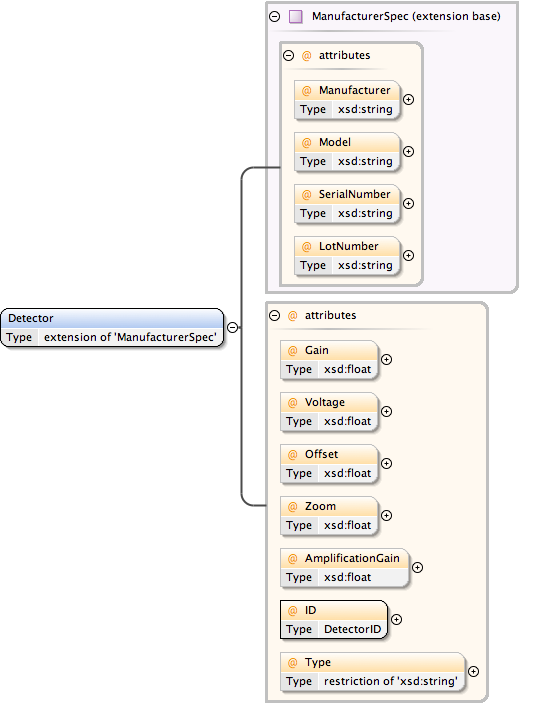 ManufacturerSpec (extension base)
@ attributes
@ Manufacturer
Type xsd:string
@ Model
Type xsd:string
@ SerialNumber
Type xsd:string
@ LotNumber
Type xsd:string
Detector
Type extension of 'ManufacturerSpec'
@ attributes
@ Gain
Type xsd:float
@ Voltage
Type xsd:float
@ Offset
Type xsd:float
@ Zoom
Type xsd:float
@ AmplificationGain
Type xsd:float
@ ID
Type DetectorID
@ Type
Type restriction of 'xsd:string'